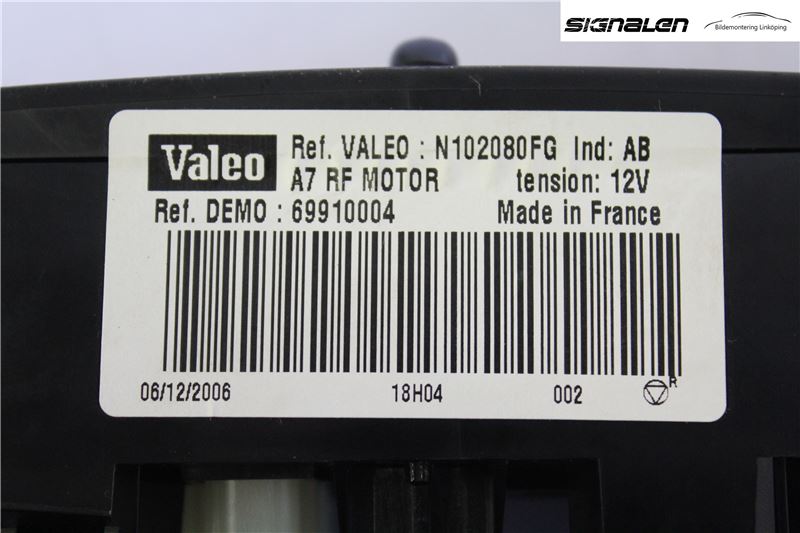 SIGNALEN
Bildemontering Linköping
Valeo
Ref. VALEO : N102080FG Ind: AB
A7 RF MOTOR tension: 12V
Ref. DEMO : 69910004 Made in France
06/12/2006 18H04 002 R